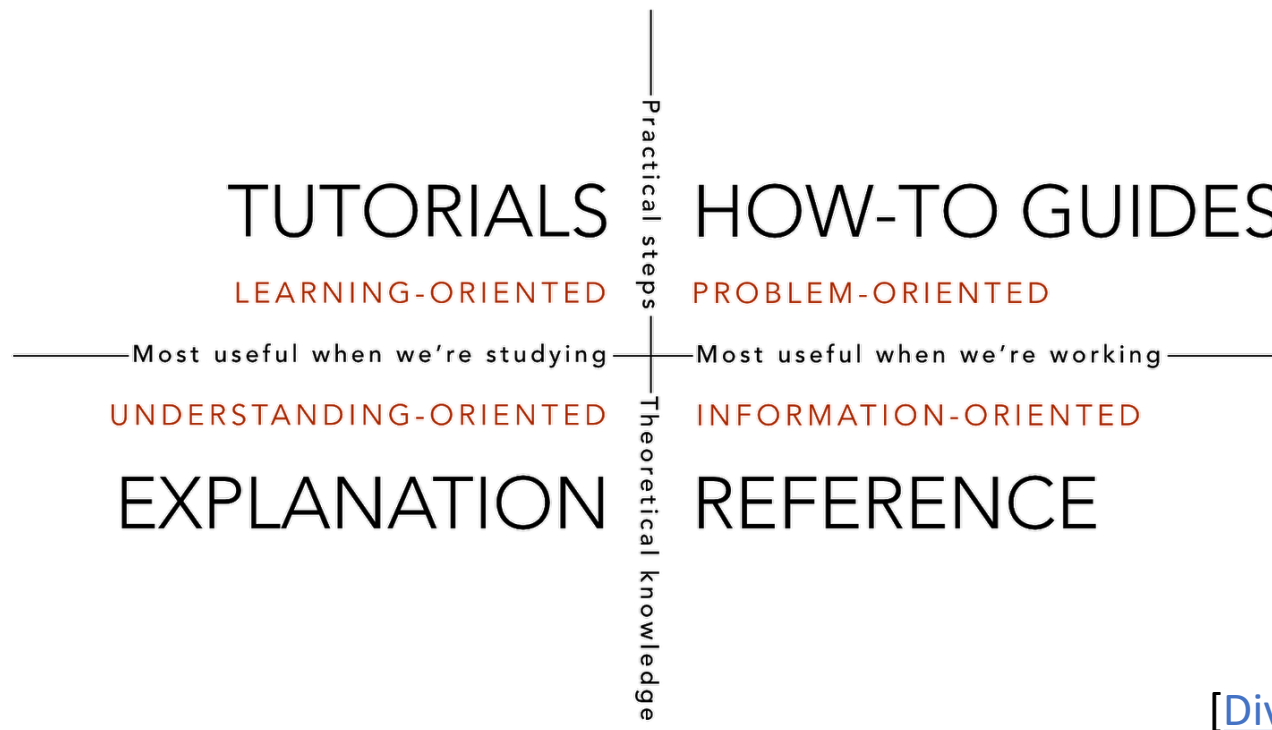 Practical steps
TUTORIALS
HOW-TO GUIDES
LEARNING-ORIENTED
PROBLEM-ORIENTED
Most useful when we're studying
Most useful when we're working
UNDERSTANDING-ORIENTED
INFORMATION-ORIENTED
Theoretical knowledge
EXPLANATION
REFERENCE
[Div